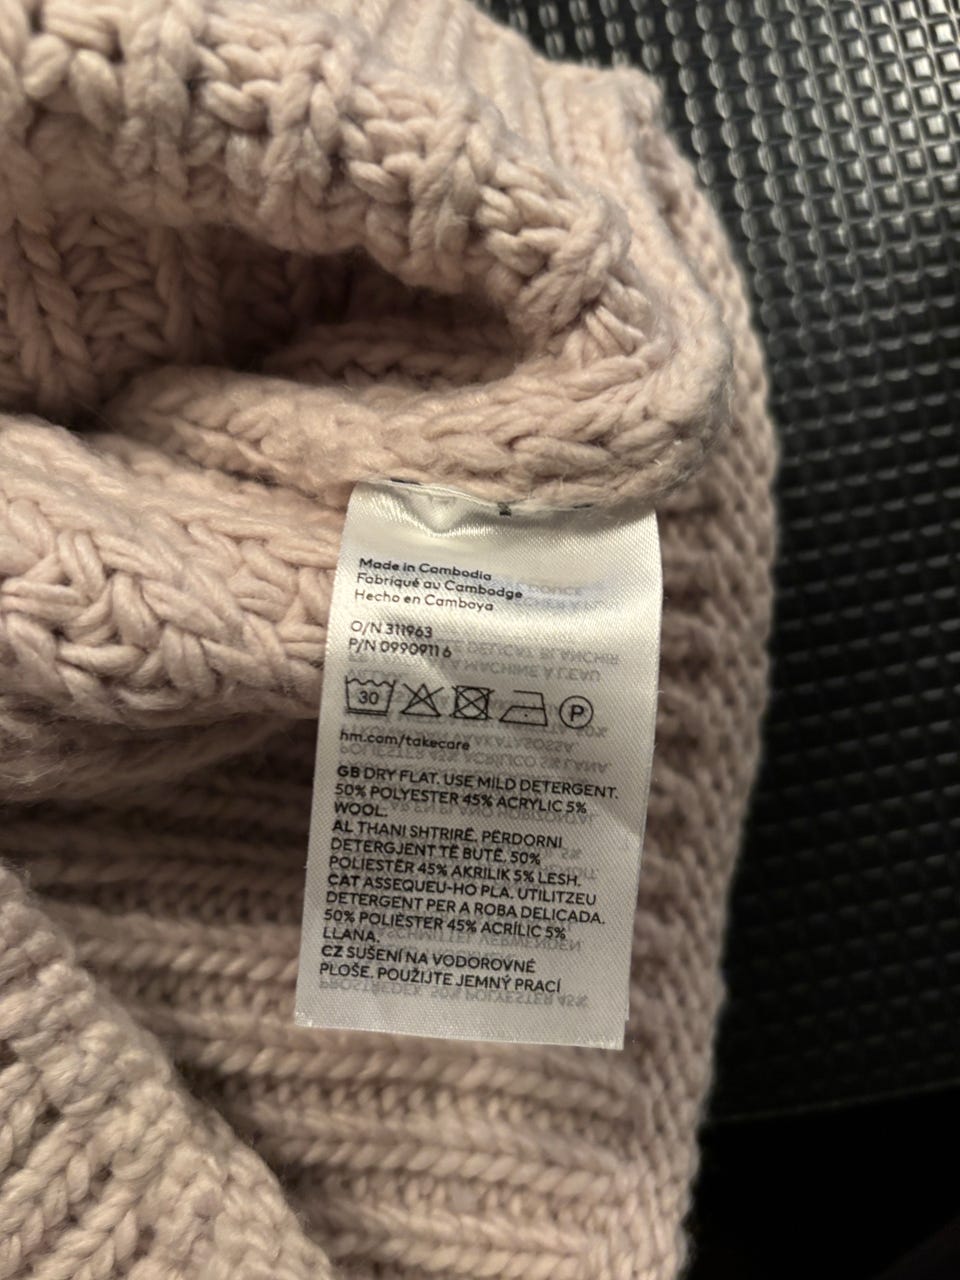 Made in Cambodia
Fabriqué au Cambodge
Hecho en Camboya
O/N 311963
P/N 0990911 6
30
P
hm.com/takecare
GB DRY FLAT. USE MILD DETERGENT.
50% POLYESTER 45% ACRYLIC 5%
WOOL.
AL THANI SHTRIRË. PËRDORNI
DETERGJENT TË BUTË. 50%
POLIESTËR 45% AKRILIK 5% LESH.
CAT ASSEQUEU-HO PLA. UTILITZEU
DETERGENT PER A ROBA DELICADA.
50% POLIÈSTER 45% ACRÍLIC 5%
LLANA.
CZ SUŠENÍ NA VODOROVNÉ
PLOŠE. POUŽIJTE JEMNÝ PRACÍ